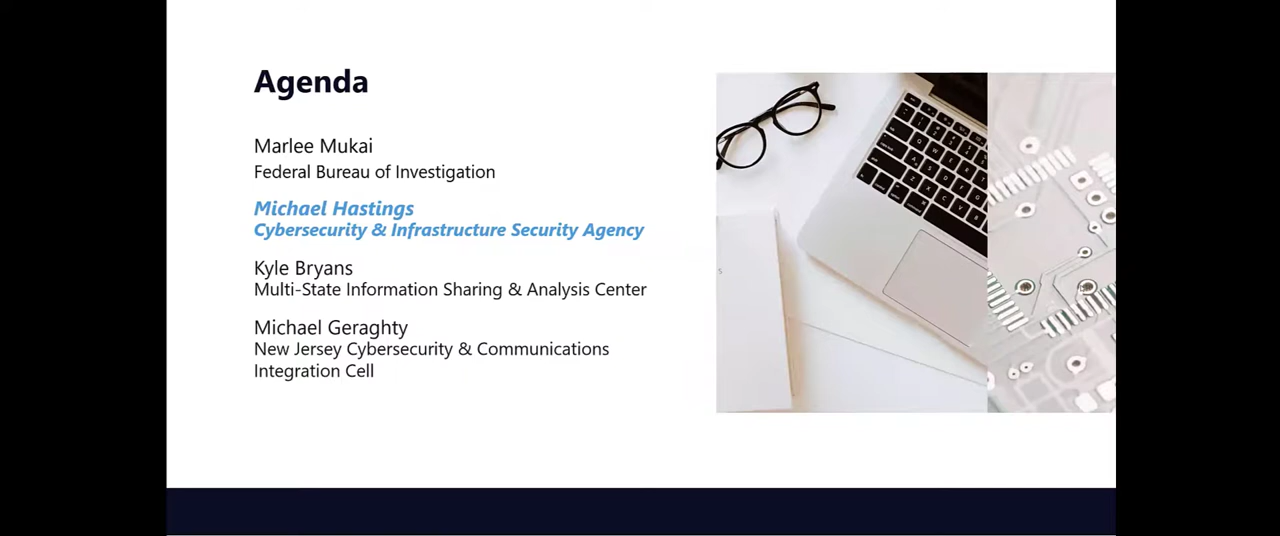 Agenda
Marlee Mukai
Federal Bureau of Investigation
Michael Hastings
Cybersecurity & Infrastructure Security Agency
Kyle Bryans
Multi-State Information Sharing & Analysis Center
Michael Geraghty
New Jersey Cybersecurity & Communications
Integration Cell